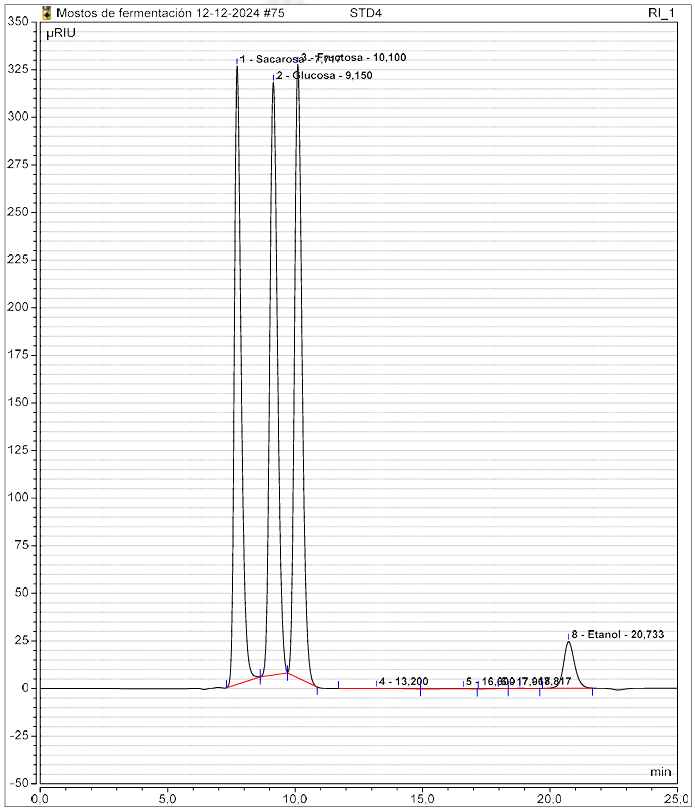 Mostos de fermentación 12-12-2024 #75 STD4 RI_1
µRIU
350
325
300
275
250
225
200
175
150
125
100
75
50
25
0
-25
-50
1 - Sacarosa - 7,717
3 - Fructosa - 10,100
2 - Glucosa - 9,150
8 - Etanol - 20,733
4 - 13,200
5 - 16,600
min
0,0 5,0 10,0 15,0 20,0 25,0